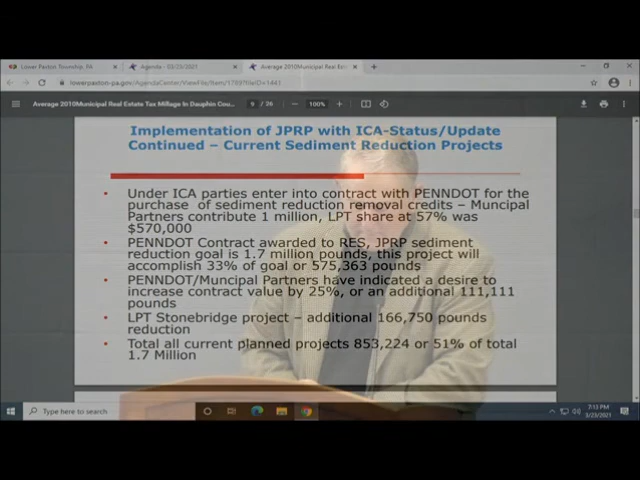 Lower Paxton Township, PA
Agenda - 03/23/2021
Average 2010Municipal Real Esta
lowerpaxton-pa.gov/AgendaCenter/ViewFile/Item/1799?fileID=1441
Average 2010Municipal Real Estate Tax Millage In Dauphin Cou...
9 / 26
100%
Implementation of JPRP with ICA-Status/Update
Continued – Current Sediment Reduction Projects
• Under ICA parties enter into contract with PENNDOT for the
purchase of sediment reduction removal credits – Muncipal
Partners contribute 1 million, LPT share at 57% was
$570,000
• PENNDOT Contract awarded to RES, JPRP sediment
reduction goal is 1.7 million pounds, this project will
accomplish 33% of goal or 575,363 pounds
• PENNDOT/Muncipal Partners have indicated a desire to
increase contract value by 25%, or an additional 111,111
pounds
• LPT Stonebridge project – additional 166,750 pounds
reduction
• Total all current planned projects 853,224 or 51% of total
1.7 Million
Type here to search
7:13 PM
3/23/2021